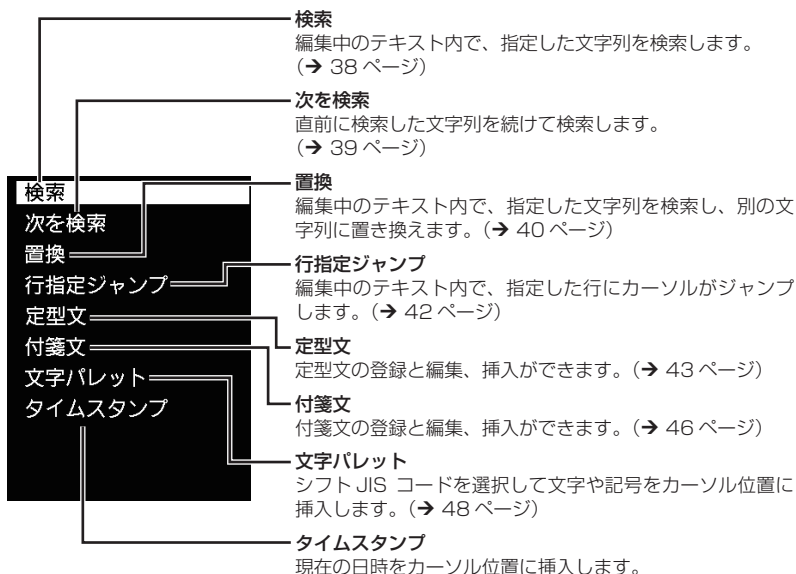 検索
編集中のテキスト内で、指定した文字列を検索します。
(→ 38 ページ)
次を検索
直前に検索した文字列を続けて検索します。
(→ 39 ページ)
置換
編集中のテキスト内で、指定した文字列を検索し、別の文
字列に置き換えます。(→ 40 ページ)
行指定ジャンプ
編集中のテキスト内で、指定した行にカーソルがジャンプ
します。(→ 42 ページ)
定型文
定型文の登録と編集、挿入ができます。(→ 43 ページ)
付箋文
付箋文の登録と編集、挿入ができます。(→ 46 ページ)
文字パレット
シフト JIS コードを選択して文字や記号をカーソル位置に
挿入します。(→ 48 ページ)
タイムスタンプ
現在の日時をカーソル位置に挿入します。
検索
次を検索
置換
行指定ジャンプ
定型文
付箋文
文字パレット
タイムスタンプ